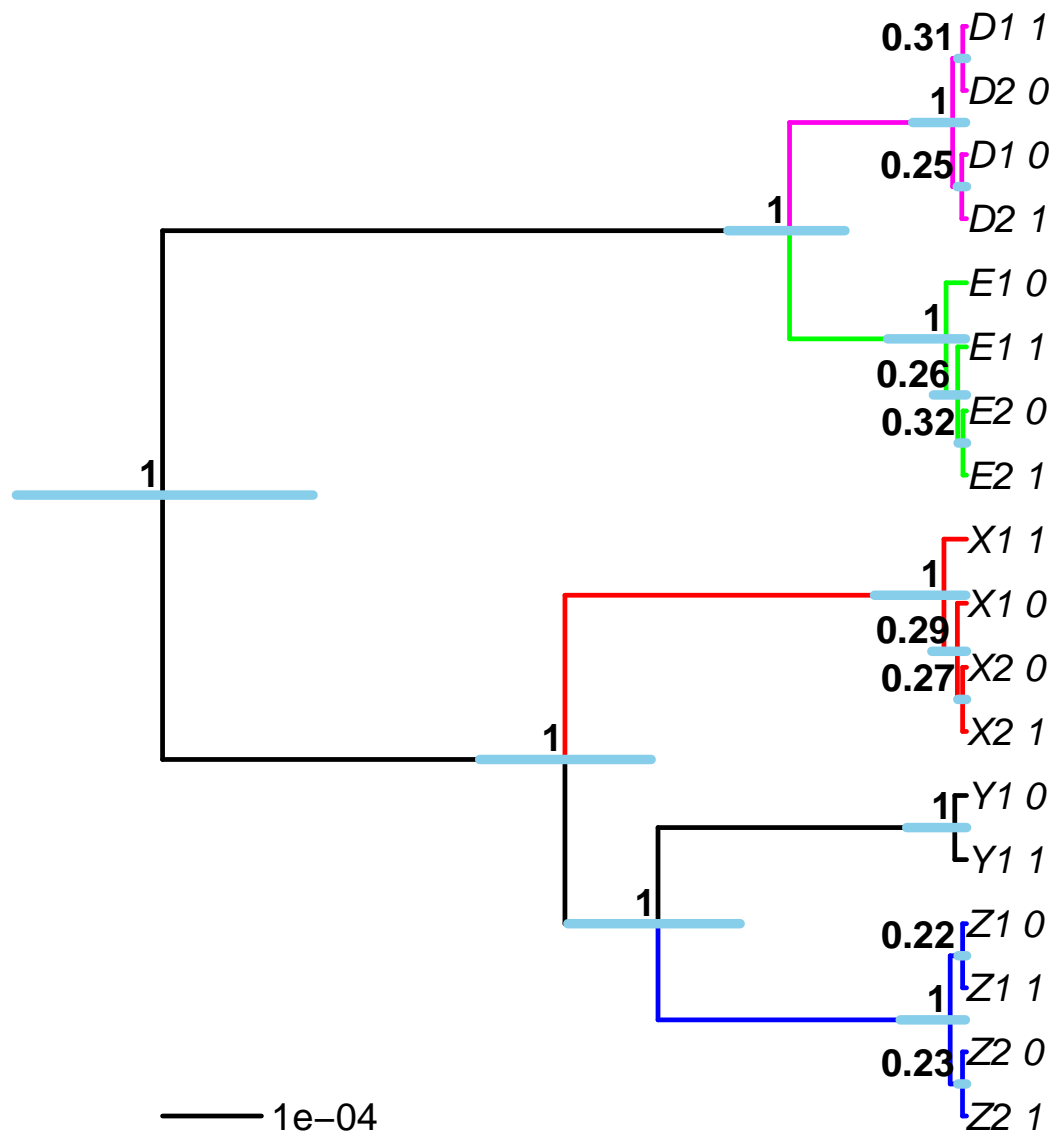 D1 1
0.31
D2 0
1
D1 0
0.25
D2 1
1
E1 0
1
E1 1
0.26
E2 0
0.32
E2 1
1
X1 1
1
X1 0
0.29
X2 0
0.27
X2 1
1
Y1 0
1
Y1 1
1
Z1 0
0.22
Z1 1
1
Z2 0
0.23
Z2 1
1e−04